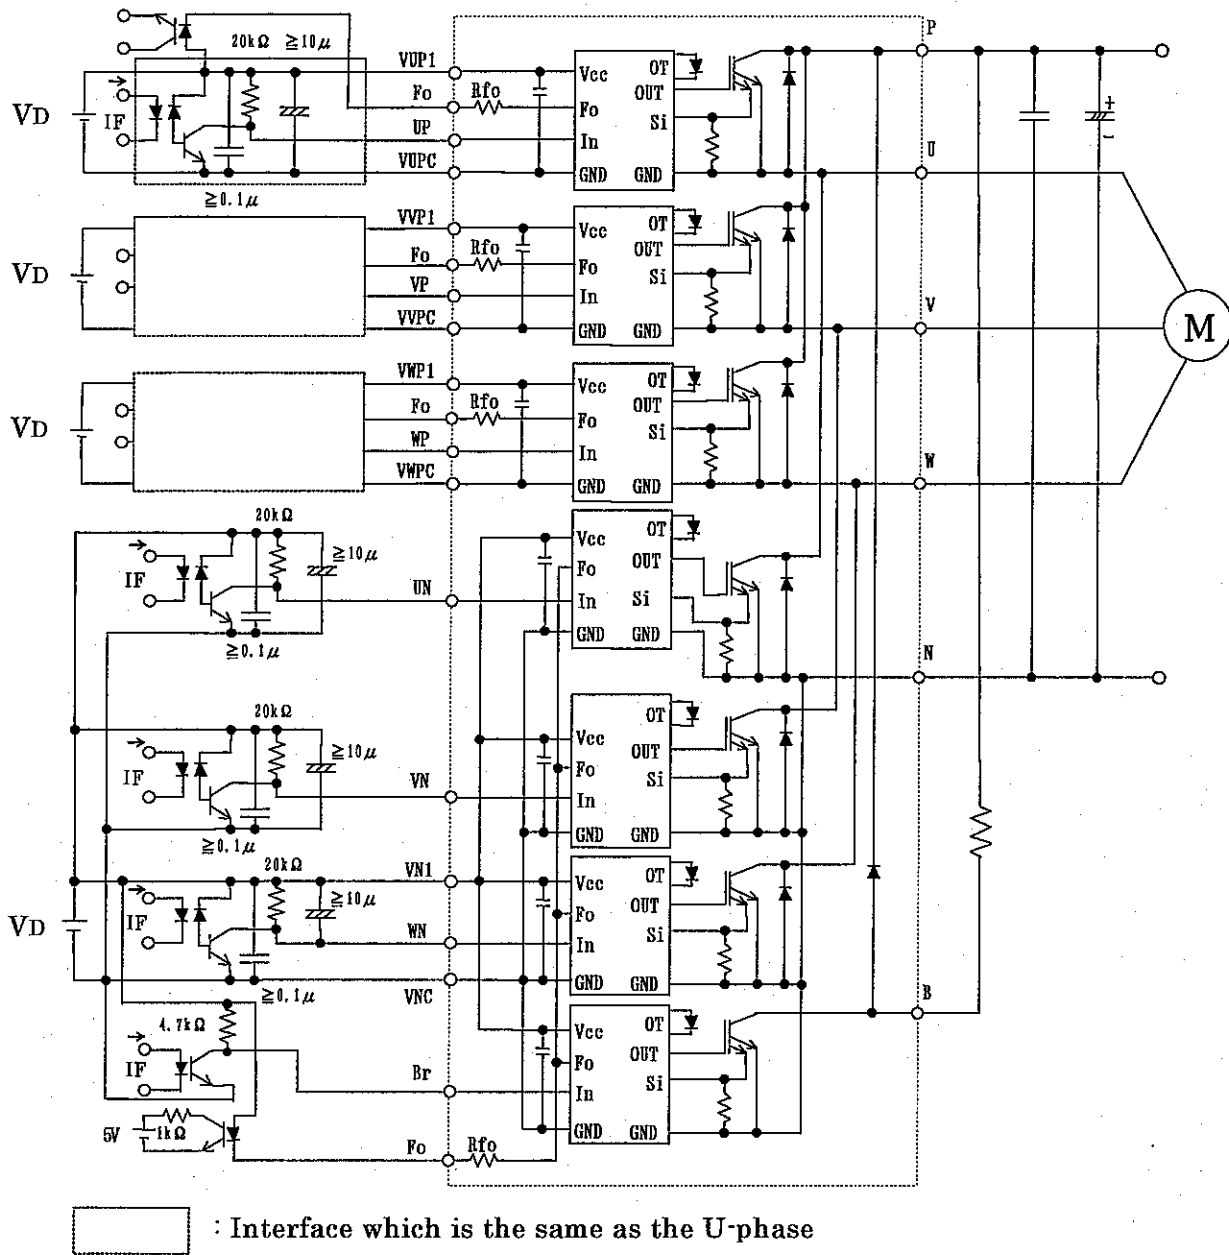 P
20kΩ ≧10μ
VUP1
Vcc
OT
Fo
Rfo
Fo
OUT
VD
IF
UP
In
Si
+
-
VUPC
GND
GND
U
≧0.1μ
VVP1
Vcc
OT
Fo
Rfo
Fo
OUT
VD
VP
In
Si
VVPC
GND
GND
V
M
VWP1
Vcc
OT
Fo
Rfo
Fo
OUT
VD
WP
In
Si
VWPC
GND
GND
W
20kΩ
≧10μ
Vcc
OT
OUT
IF
Fo
UN
In
Si
GND
GND
≧0.1μ
N
20kΩ
≧10μ
OT
Vcc
OUT
IF
VN
Fo
Si
In
GND
GND
≧0.1μ
20kΩ
VN1
Vcc
OT
≧10μ
VD
IF
Fo
OUT
WN
In
Si
VNC
GND
GND
≧0.1μ
B
4.7kΩ
Vcc
OT
IF
Fo
OUT
Br
In
Si
5V
1kΩ
GND
GND
Fo
Rfo
: Interface which is the same as the U-phase